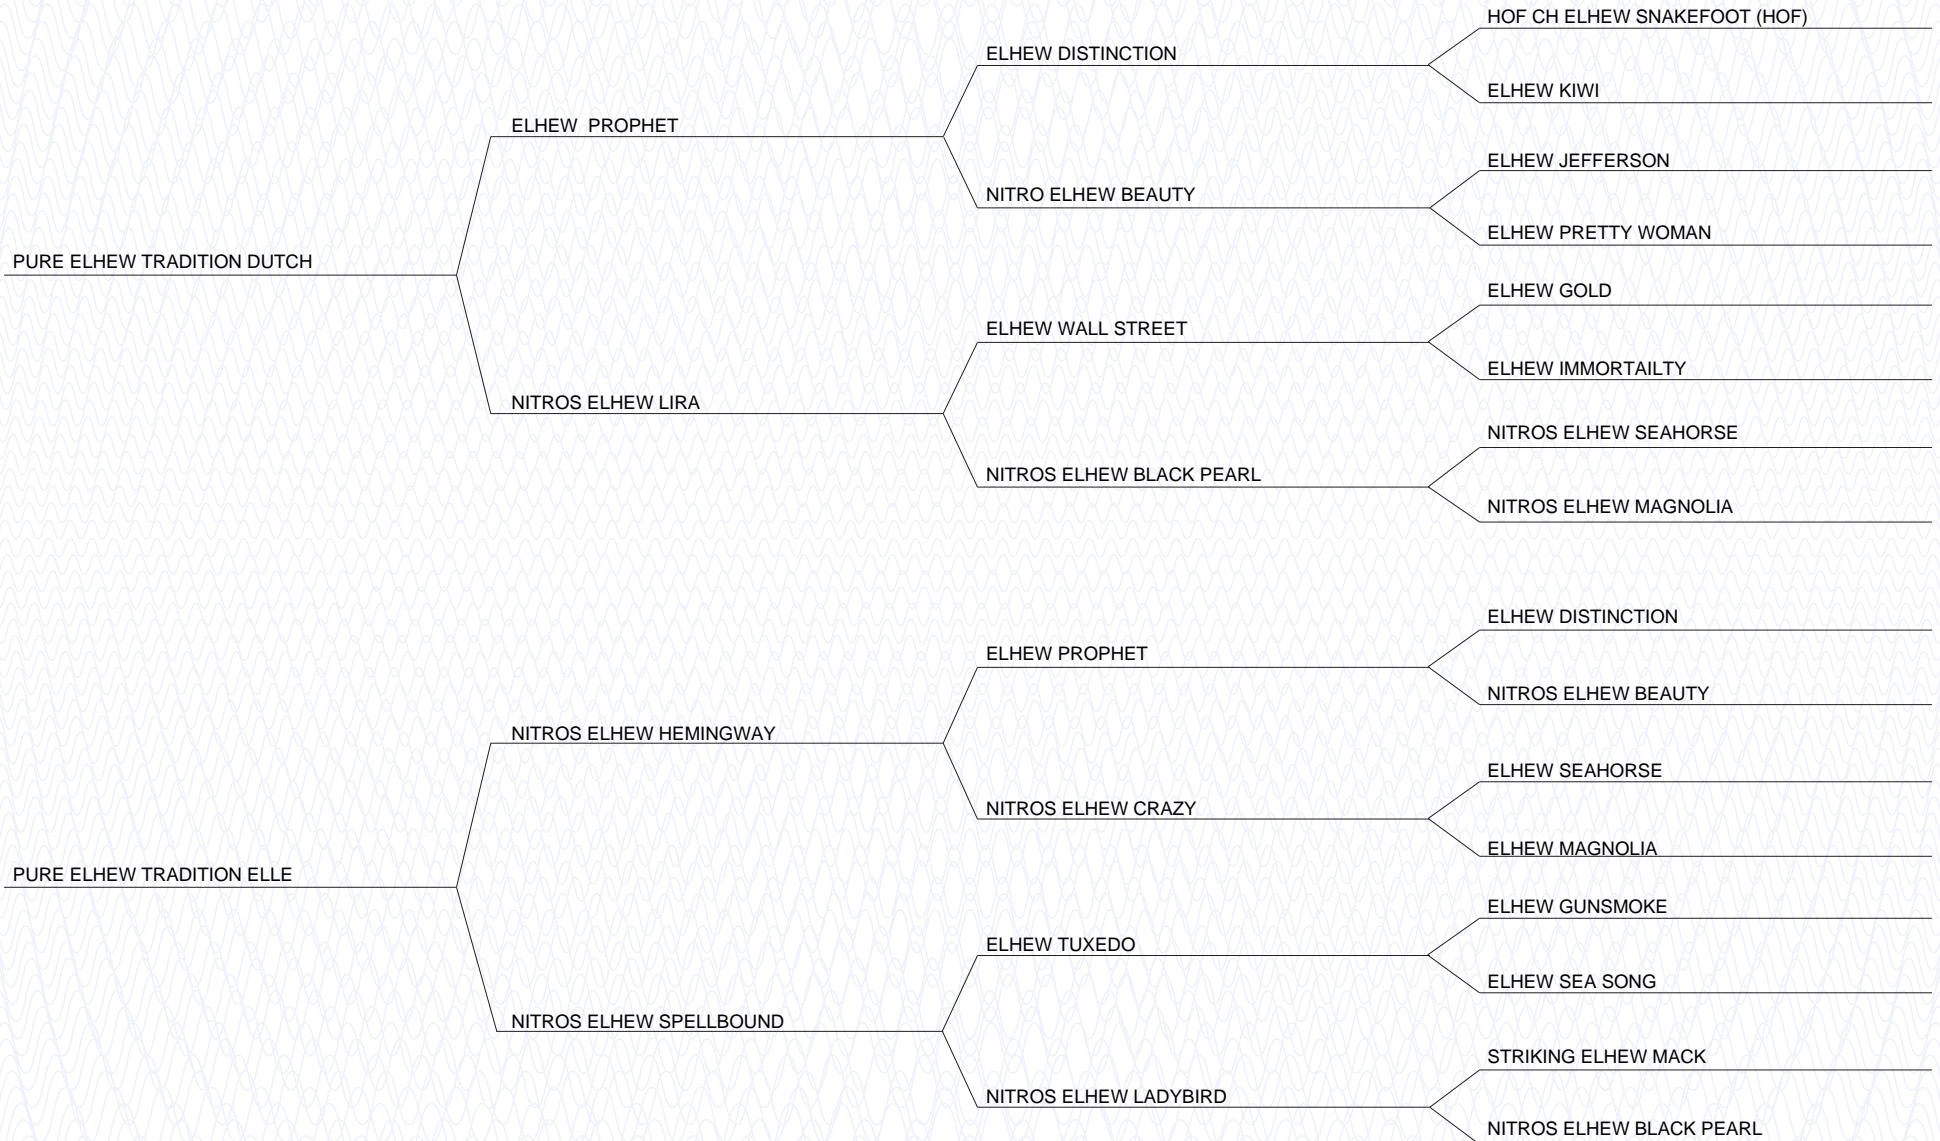 HOF CH ELHEW SNAKEFOOT (HOF)
ELHEW DISTINCTION
ELHEW KIWI
ELHEW  PROPHET
ELHEW JEFFERSON
NITRO ELHEW BEAUTY
ELHEW PRETTY WOMAN
PURE ELHEW TRADITION DUTCH
ELHEW GOLD
ELHEW WALL STREET
ELHEW IMMORTAILTY
NITROS ELHEW LIRA
NITROS ELHEW SEAHORSE
NITROS ELHEW BLACK PEARL
NITROS ELHEW MAGNOLIA
ELHEW DISTINCTION
ELHEW PROPHET
NITROS ELHEW BEAUTY
NITROS ELHEW HEMINGWAY
ELHEW SEAHORSE
NITROS ELHEW CRAZY
ELHEW MAGNOLIA
PURE ELHEW TRADITION ELLE
ELHEW GUNSMOKE
ELHEW TUXEDO
ELHEW SEA SONG
NITROS ELHEW SPELLBOUND
STRIKING ELHEW MACK
NITROS ELHEW LADYBIRD
NITROS ELHEW BLACK PEARL